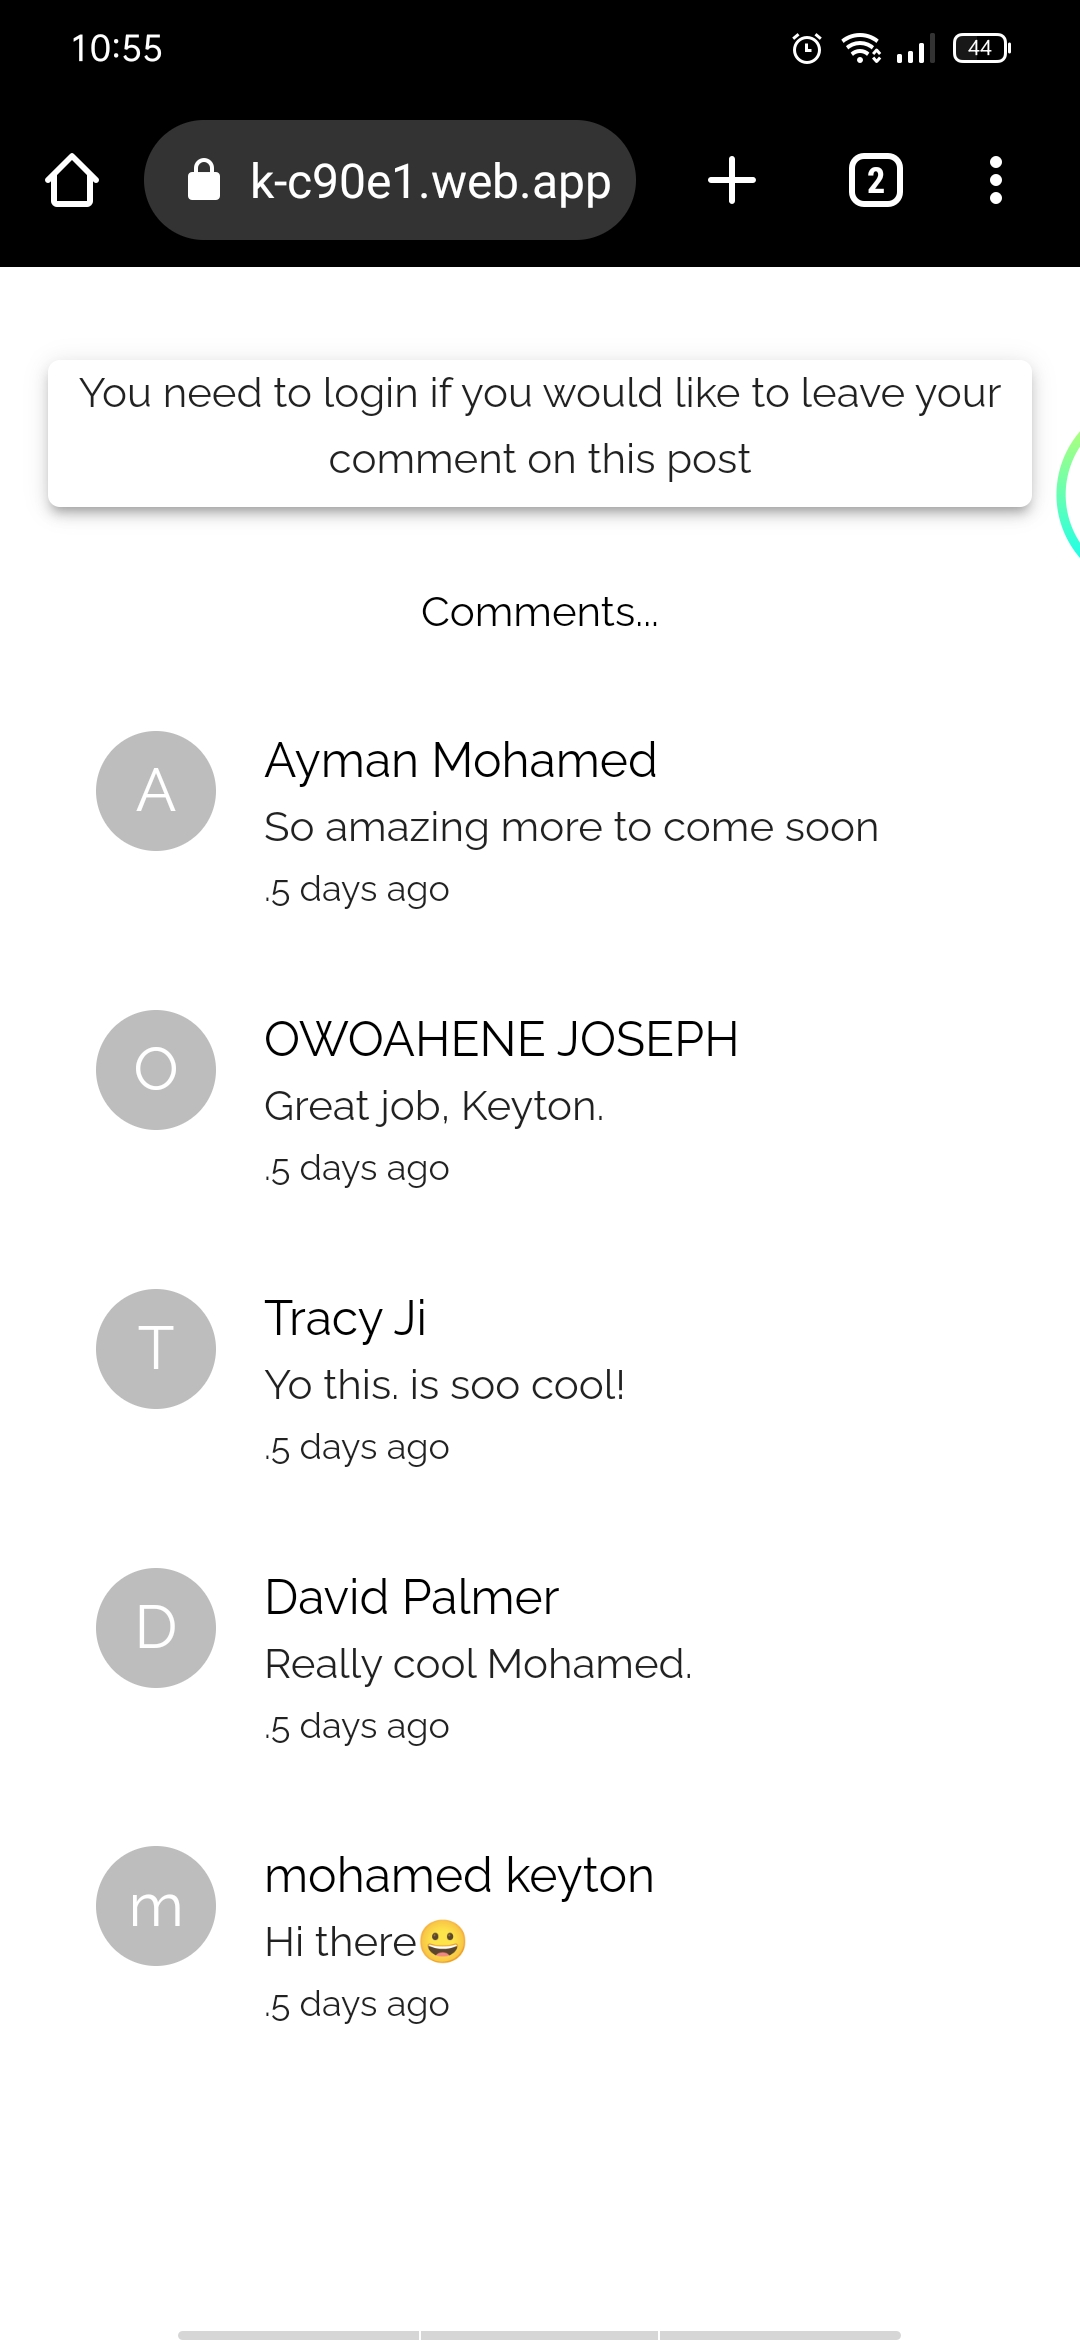 10:55
44
k-c90e1.web.app
2
You need to login if you would like to leave your
comment on this post
Comments...
A
Ayman Mohamed
So amazing more to come soon
.5 days ago
O
OWOAHENE JOSEPH
Great job, Keyton.
.5 days ago
T
Tracy Ji
Yo this. is soo cool!
.5 days ago
D
David Palmer
Really cool Mohamed.
.5 days ago
m
mohamed keyton
Hi there😀
.5 days ago